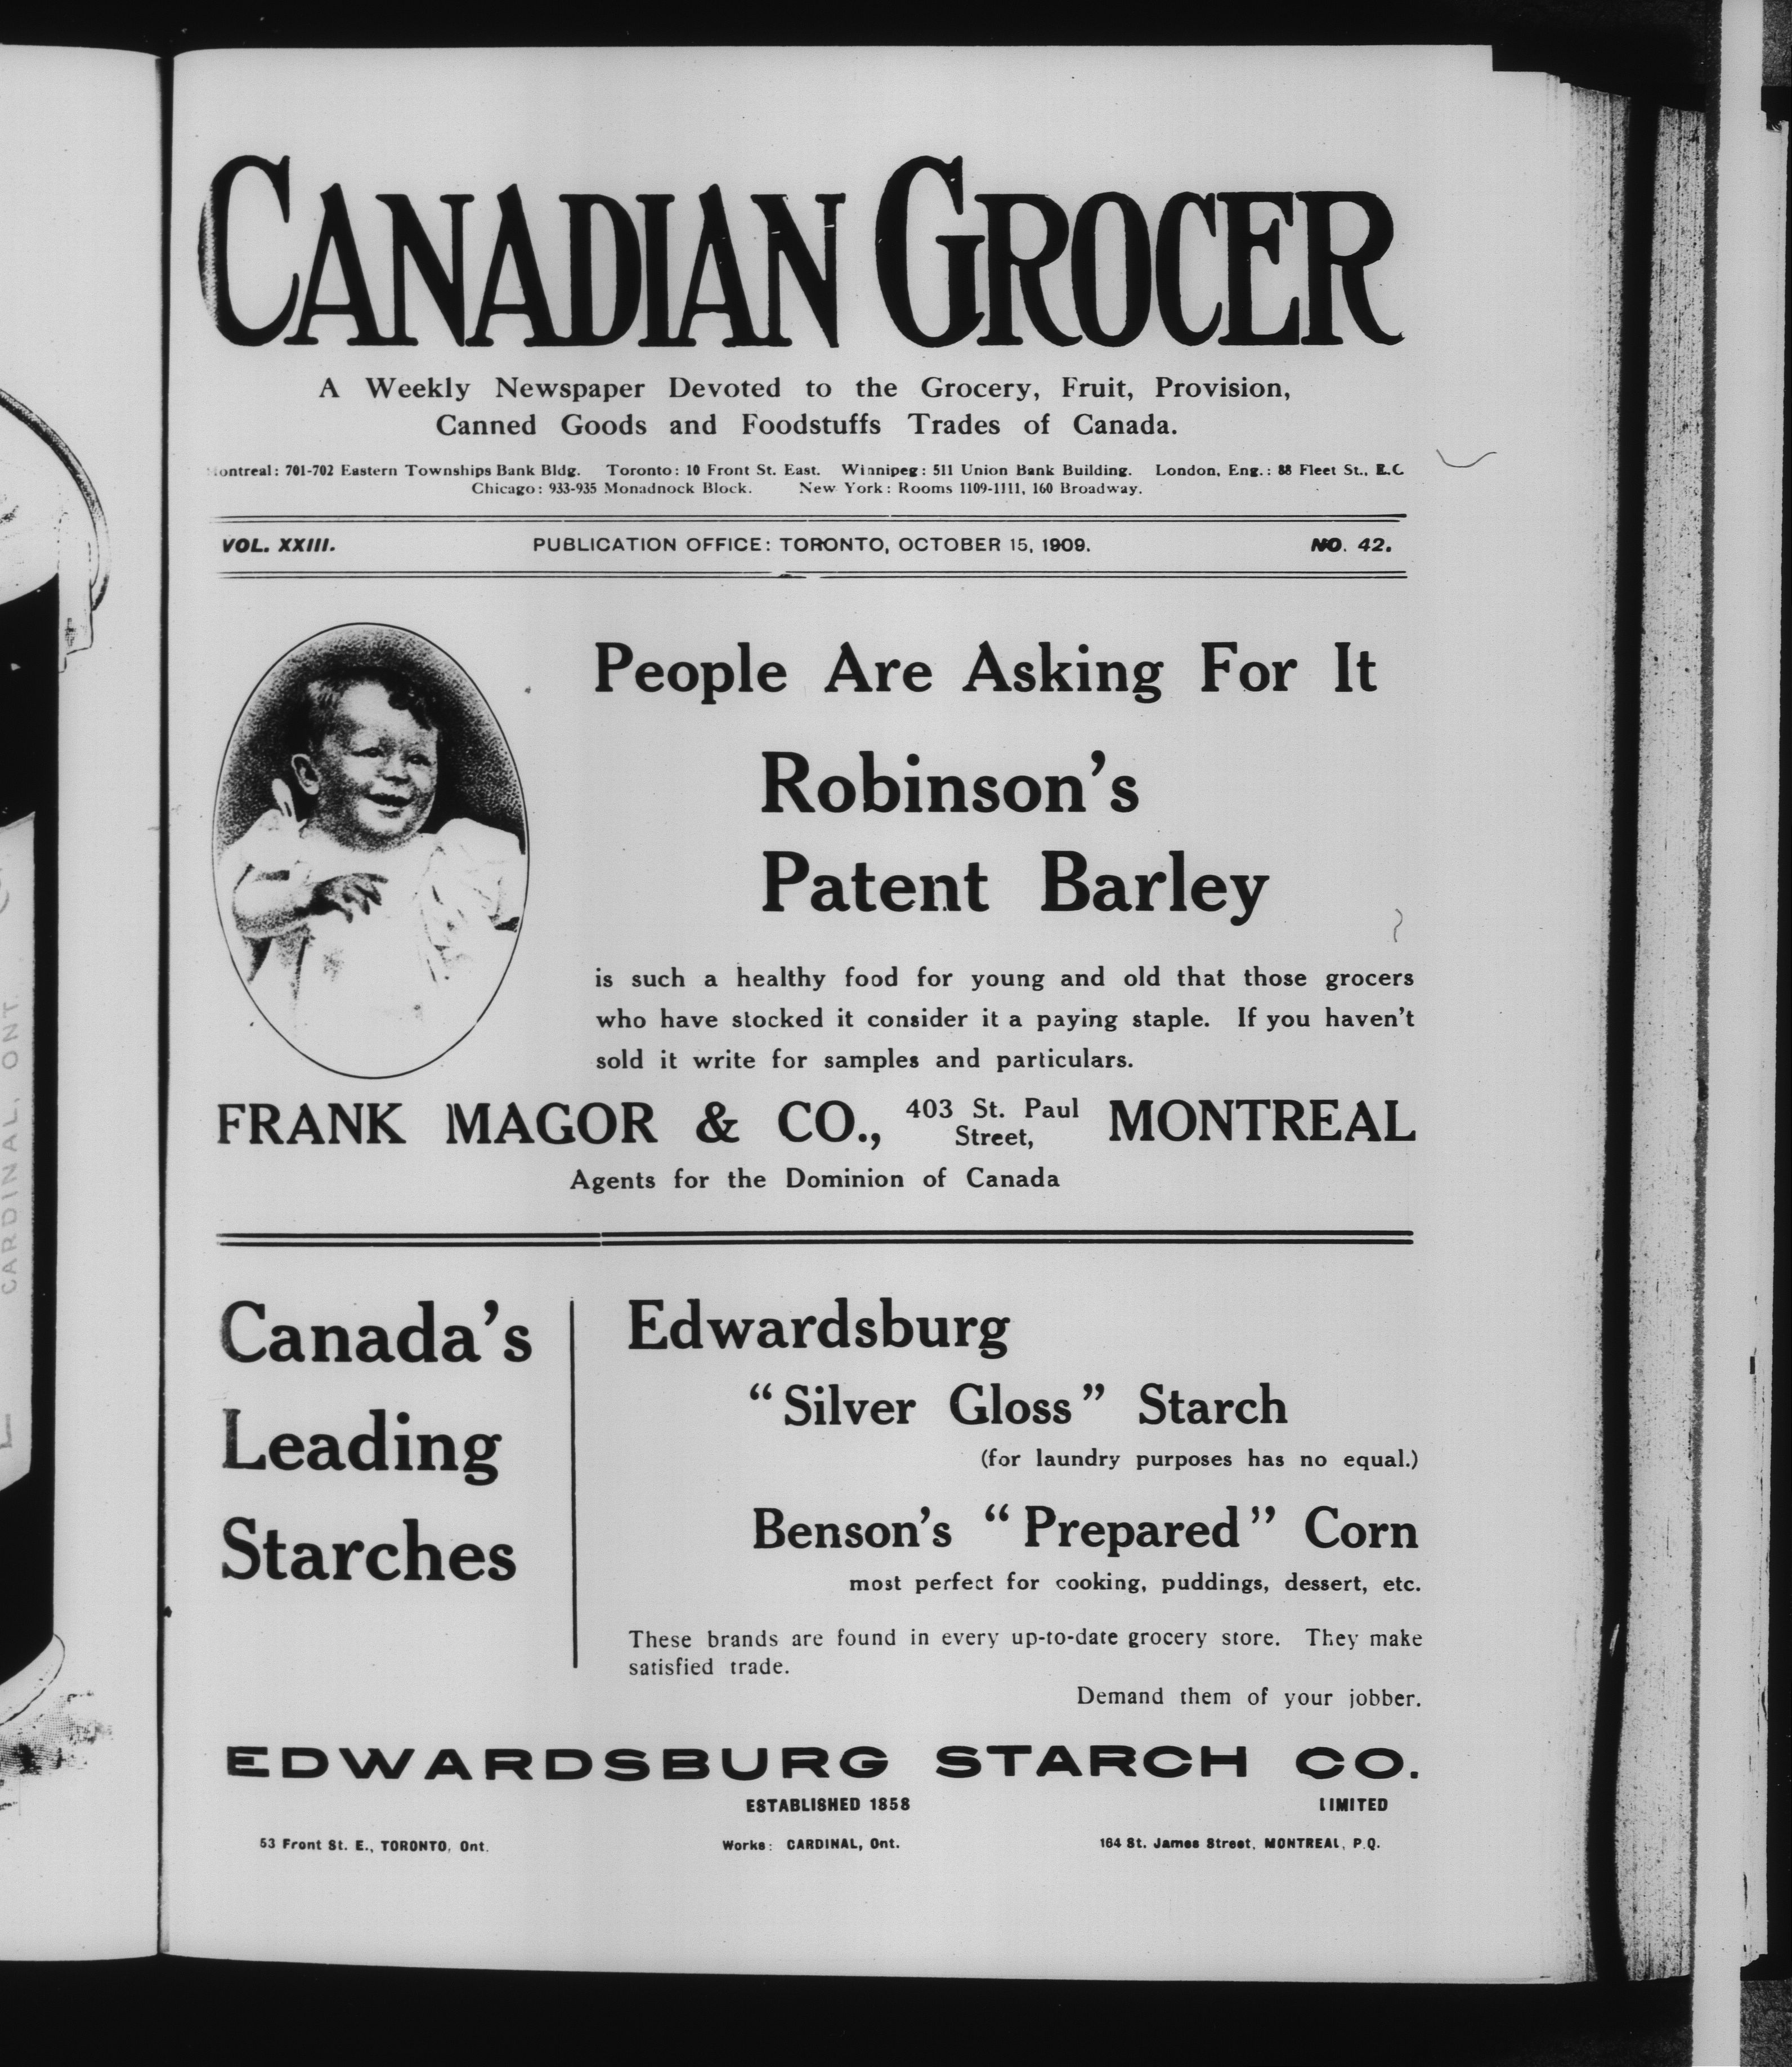 CANADIAN GROCER
A Weekly Newspaper Devoted to the Grocery, Fruit, Provision,
Canned Goods and Foodstuffs Trades of Canada.
Montreal: 701-702 Eastern Townships Bank Bldg. Toronto: 10 Front St. East. Winnipeg: 511 Union Bank Building. London, Eng.: 88 Fleet St., E.C.
Chicago: 933-935 Monadnock Block. New York: Rooms 1109-1111, 160 Broadway.
VOL. XXIII. PUBLICATION OFFICE: TORONTO, OCTOBER 15, 1909. NO. 42.
People Are Asking For It
Robinson's
Patent Barley
is such a healthy food for young and old that those grocers
who have stocked it consider it a paying staple. If you haven't
sold it write for samples and particulars.
FRANK MAGOR & CO., 403 St. Paul Street, MONTREAL
Agents for the Dominion of Canada
Canada's
Leading
Starches
Edwardsburg
"Silver Gloss" Starch
(for laundry purposes has no equal.)
Benson's "Prepared" Corn
most perfect for cooking, puddings, dessert, etc.
These brands are found in every up-to-date grocery store. They make
satisfied trade.
Demand them of your jobber.
EDWARDSBURG STARCH CO.
ESTABLISHED 1858 LIMITED
53 Front St. E., TORONTO, Ont. Works: CARDINAL, Ont. 164 St. James Street, MONTREAL, P.Q.
CARDINAL, ONT.